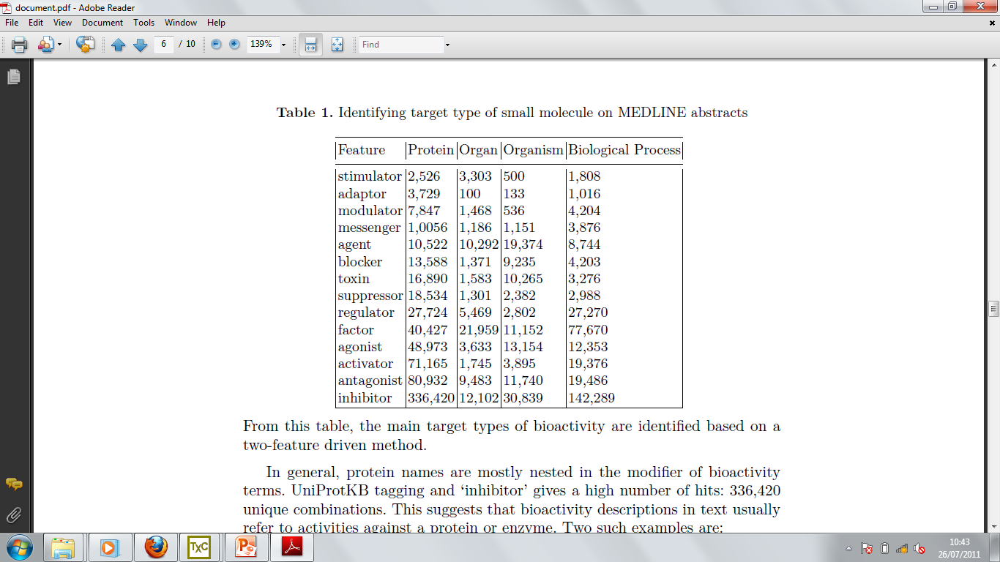 document.pdf - Adobe Reader
File Edit View Document Tools Window Help
6 / 10 139% Find
Table 1. Identifying target type of small molecule on MEDLINE abstracts
Feature Protein Organ Organism Biological Process
stimulator 2,526 3,303 500 1,808
adaptor 3,729 100 133 1,016
modulator 7,847 1,468 536 4,204
messenger 1,0056 1,186 1,151 3,876
agent 10,522 10,292 19,374 8,744
blocker 13,588 1,371 9,235 4,203
toxin 16,890 1,583 10,265 3,276
suppressor 18,534 1,301 2,382 2,988
regulator 27,724 5,469 2,802 27,270
factor 40,427 21,959 11,152 77,670
agonist 48,973 3,633 13,154 12,353
activator 71,165 1,745 3,895 19,376
antagonist 80,932 9,483 11,740 19,486
inhibitor 336,420 12,102 30,839 142,289
From this table, the main target types of bioactivity are identified based on a
two-feature driven method.
In general, protein names are mostly nested in the modifier of bioactivity
terms. UniProtKB tagging and ‘inhibitor’ gives a high number of hits: 336,420
unique combinations. This suggests that bioactivity descriptions in text usually
refer to activities against a protein or enzyme. Two such examples are:
TXC
10:43
26/07/2011